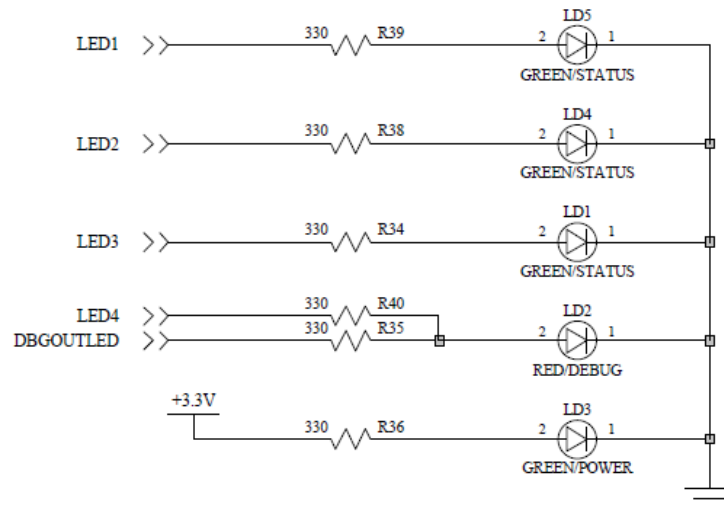 LD5
LED1 330 R39 2 1
GREEN/STATUS
LD4
LED2 330 R38 2 1
GREEN/STATUS
LD1
LED3 330 R34 2 1
GREEN/STATUS
LED4 330 R40 LD2
DBGOUTLED 330 R35 2 1
RED/DEBUG
+3.3V LD3
330 R36 2 1
GREEN/POWER